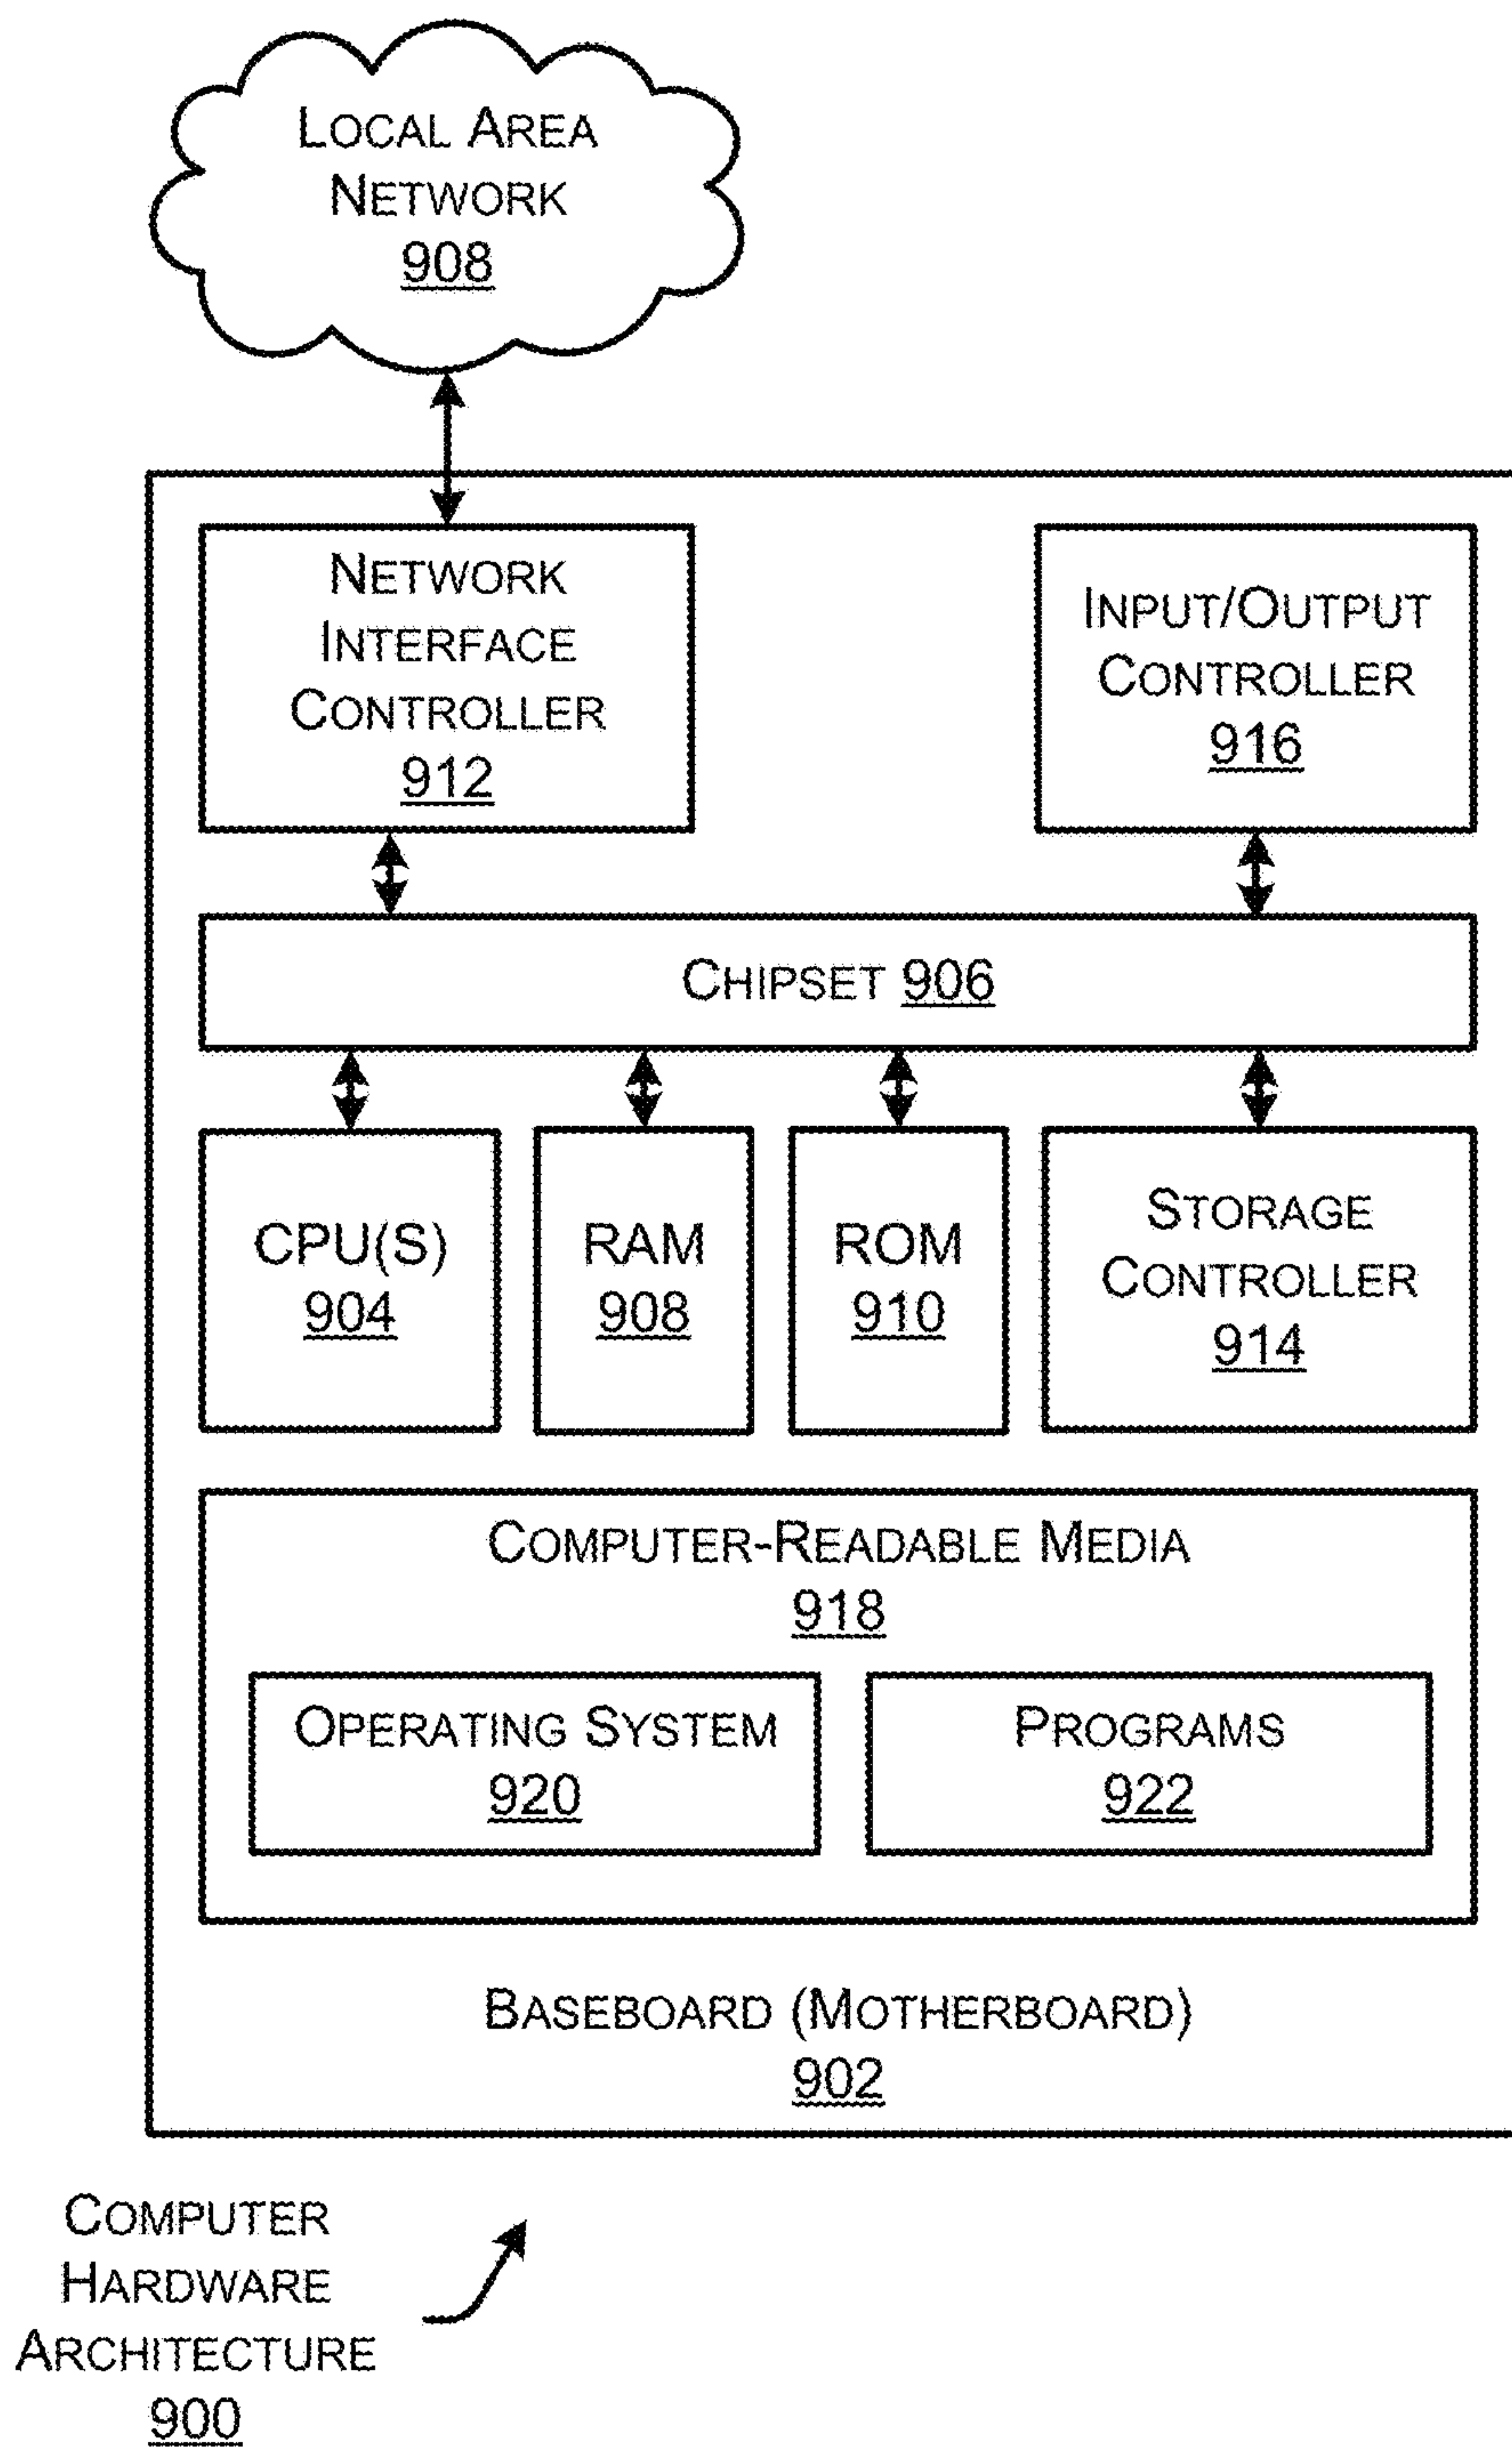 LOCAL AREA
NETWORK
908
NETWORK
INTERFACE
CONTROLLER
912
INPUT/OUTPUT
CONTROLLER
916
CHIPSET 906
CPU(S)
904
RAM
908
ROM
910
STORAGE
CONTROLLER
914
COMPUTER-READABLE MEDIA
918
OPERATING SYSTEM
920
PROGRAMS
922
BASEBOARD (MOTHERBOARD)
902
COMPUTER
HARDWARE
ARCHITECTURE
900